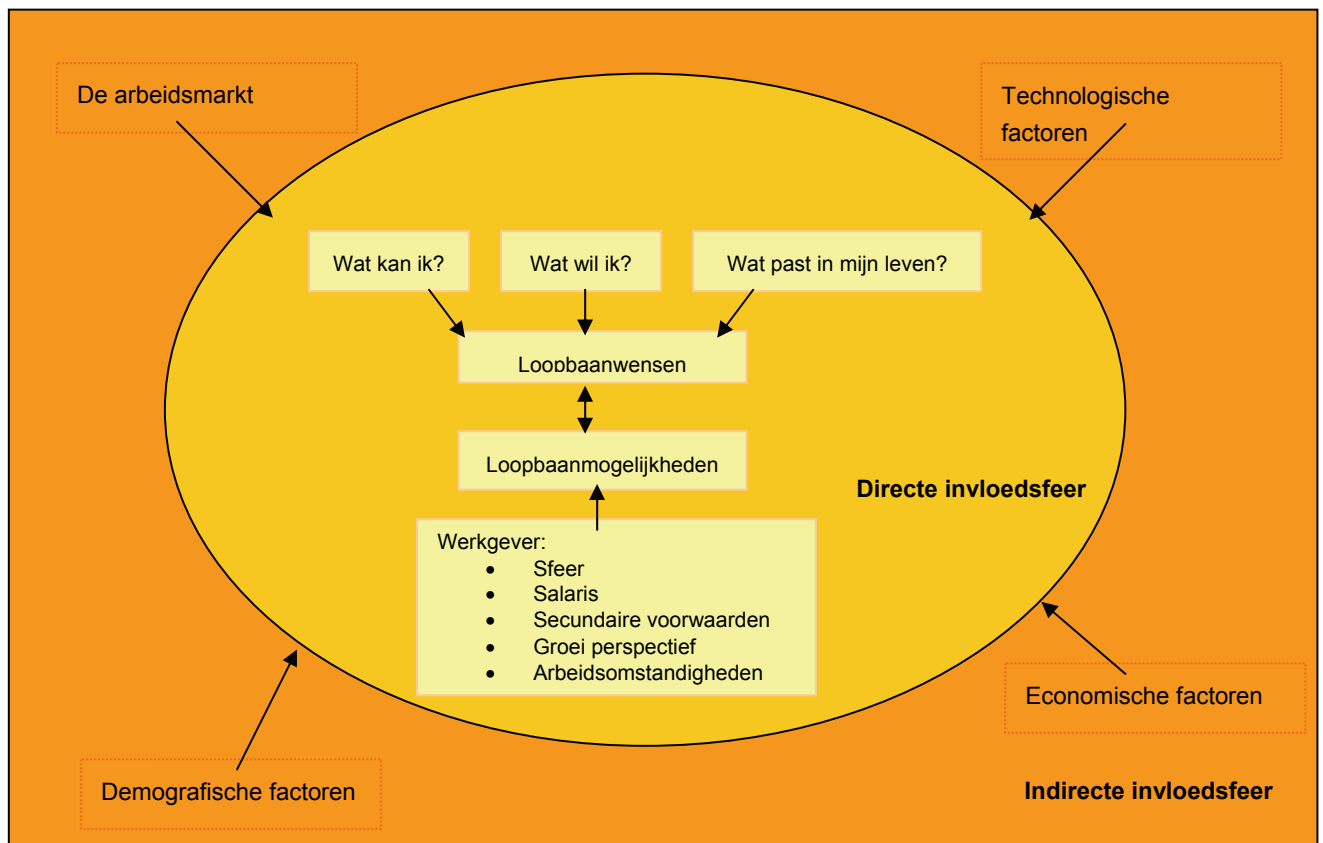 De arbeidsmarkt
Technologische
factoren
Wat kan ik?
Wat wil ik?
Wat past in mijn leven?
Loopbaanwensen
Loopbaanmogelijkheden
Directe invloedsfeer
Werkgever:
• Sfeer
• Salaris
• Secundaire voorwaarden
• Groei perspectief
• Arbeidsomstandigheden
Economische factoren
Demografische factoren
Indirecte invloedsfeer